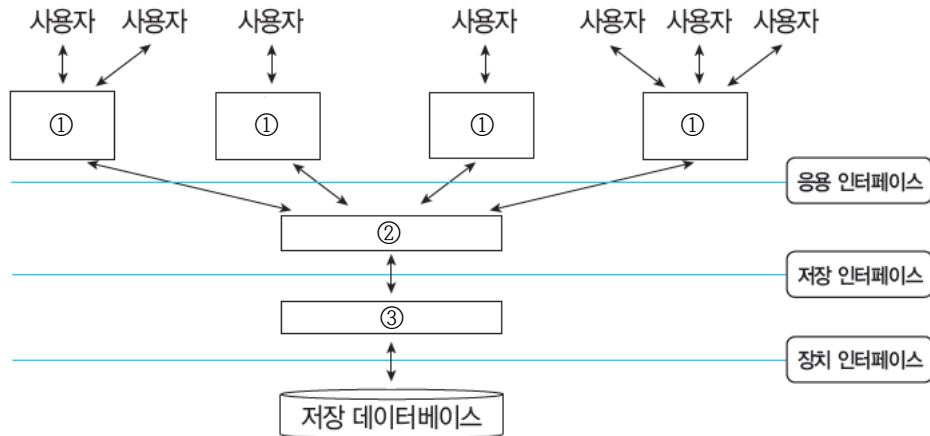 사용자 사용자 사용자 사용자 사용자 사용자 사용자
① ① ① ①
응용 인터페이스
②
저장 인터페이스
③
장치 인터페이스
저장 데이터베이스